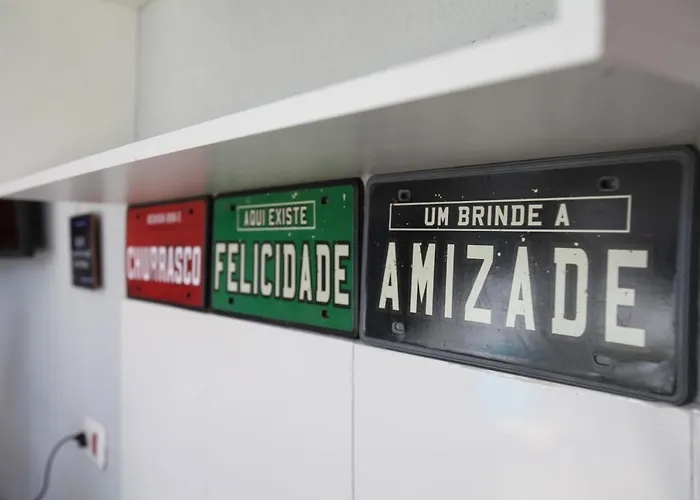 CHURRASCO
AQUI EXISTE
FELICIDADE
UM BRINDE A
AMIZADE